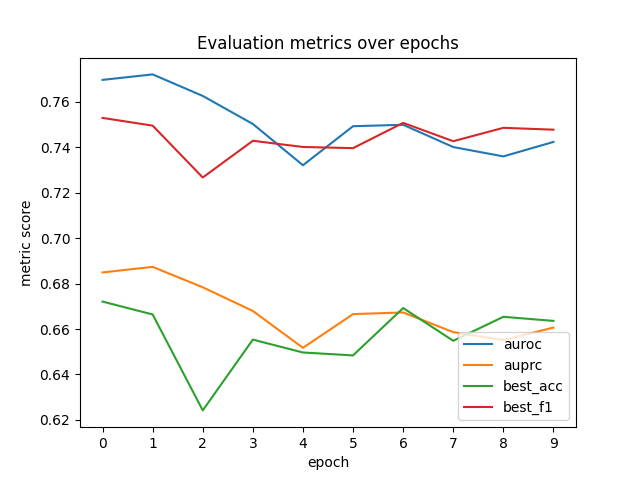 Evaluation metrics over epochs
metric score
0.76
0.74
0.72
0.70
0.68
0.66
0.64
0.62
0 1 2 3 4 5 6 7 8 9
epoch
auroc
auprc
best_acc
best_f1